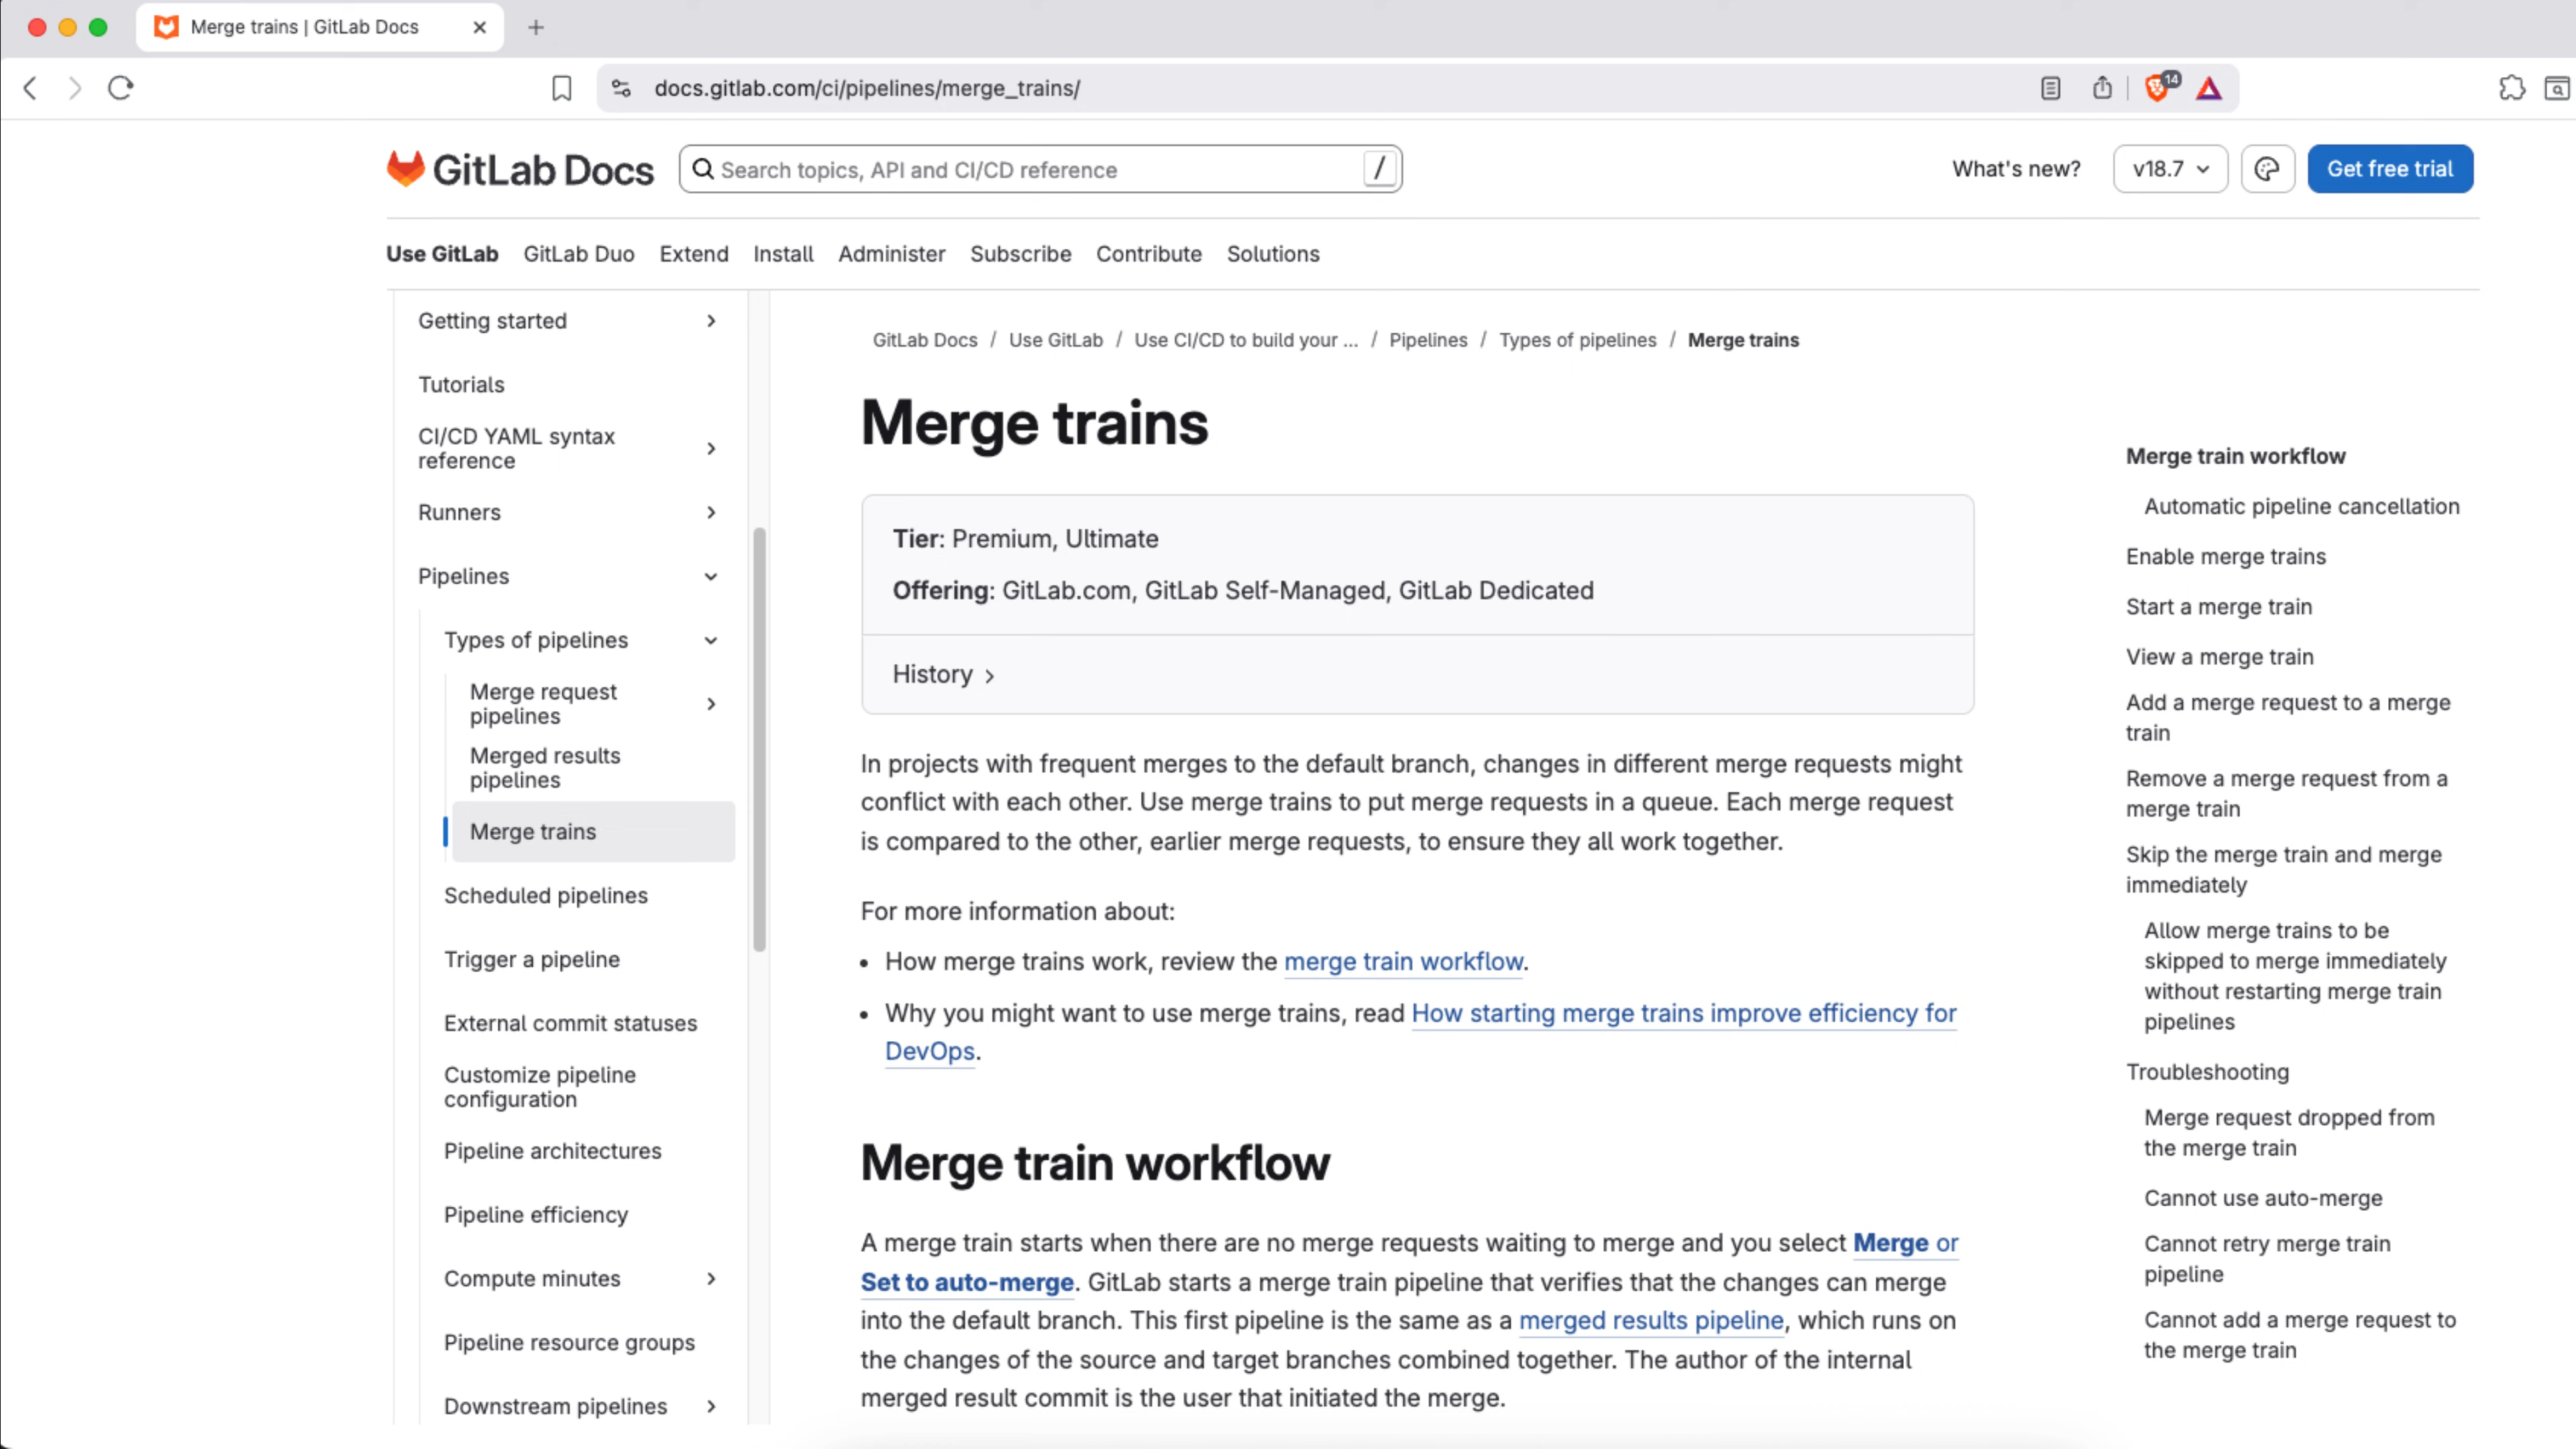 Merge trains | GitLab Docs
docs.gitlab.com/ci/pipelines/merge_trains/
14
GitLab Docs
Search topics, API and CI/CD reference
/
What's new?
v18.7
Get free trial
Use GitLab
GitLab Duo
Extend
Install
Administer
Subscribe
Contribute
Solutions
Getting started
Tutorials
CI/CD YAML syntax
reference
Runners
Pipelines
Types of pipelines
Merge request
pipelines
Merged results
pipelines
Merge trains
Scheduled pipelines
Trigger a pipeline
External commit statuses
Customize pipeline
configuration
Pipeline architectures
Pipeline efficiency
Compute minutes
Pipeline resource groups
Downstream pipelines
GitLab Docs / Use GitLab / Use CI/CD to build your ... / Pipelines / Types of pipelines / Merge trains
Merge trains
Tier: Premium, Ultimate
Offering: GitLab.com, GitLab Self-Managed, GitLab Dedicated
History
In projects with frequent merges to the default branch, changes in different merge requests might
conflict with each other. Use merge trains to put merge requests in a queue. Each merge request
is compared to the other, earlier merge requests, to ensure they all work together.
For more information about:
• How merge trains work, review the merge train workflow.
• Why you might want to use merge trains, read How starting merge trains improve efficiency for
DevOps.
Merge train workflow
A merge train starts when there are no merge requests waiting to merge and you select Merge or
Set to auto-merge. GitLab starts a merge train pipeline that verifies that the changes can merge
into the default branch. This first pipeline is the same as a merged results pipeline, which runs on
the changes of the source and target branches combined together. The author of the internal
merged result commit is the user that initiated the merge.
Merge train workflow
Automatic pipeline cancellation
Enable merge trains
Start a merge train
View a merge train
Add a merge request to a merge
train
Remove a merge request from a
merge train
Skip the merge train and merge
immediately
Allow merge trains to be
skipped to merge immediately
without restarting merge train
pipelines
Troubleshooting
Merge request dropped from
the merge train
Cannot use auto-merge
Cannot retry merge train
pipeline
Cannot add a merge request to
the merge train